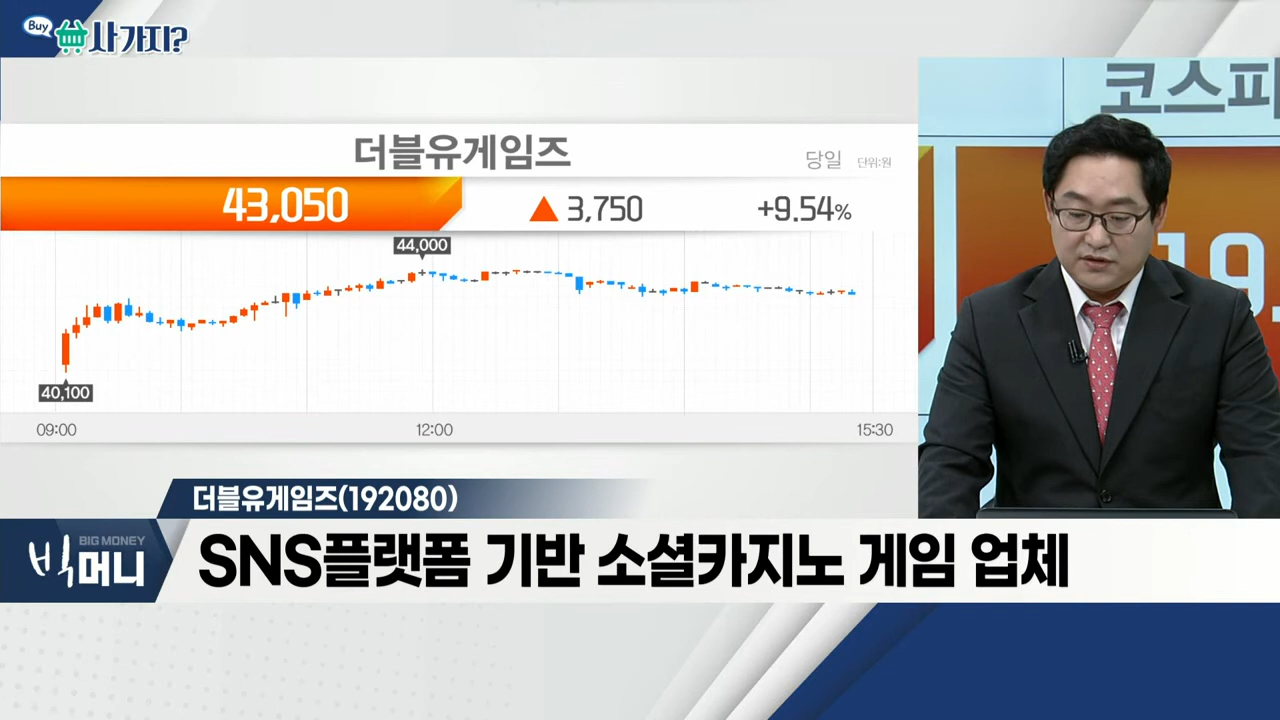 Buy
사 가지?
코스피
더블유게임즈
당일 단위:원
43,050 ▲ 3,750 +9.54%
19.
44,000
40,100
09:00 12:00 15:30
더블유게임즈(192080)
BIG MONEY
빅머니
SNS플랫폼 기반 소셜카지노 게임 업체